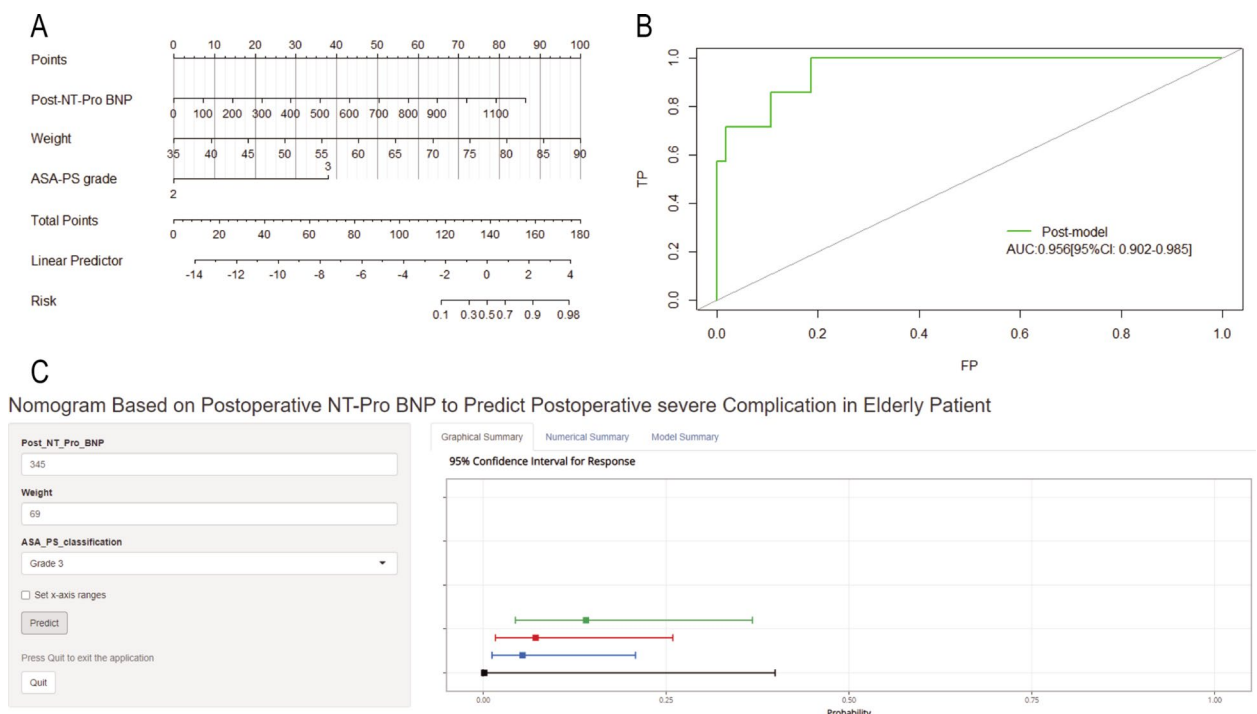 A
Points
0 10 20 30 40 50 60 70 80 90 100
Post-NT-Pro BNP
0 100 200 300 400 500 600 700 800 900 1100
Weight
35 40 45 50 55 60 65 70 75 80 85 90
ASA-PS grade
3
2
Total Points
0 20 40 60 80 100 120 140 160 180
Linear Predictor
-14 -12 -10 -8 -6 -4 -2 0 2 4
Risk
0.1 0.3 0.5 0.7 0.9 0.98
B
TP
0.0 0.2 0.4 0.6 0.8 1.0
Post-model
AUC:0.956[95%CI: 0.902-0.985]
0.0 0.2 0.4 0.6 0.8 1.0
FP
C
Nomogram Based on Postoperative NT-Pro BNP to Predict Postoperative severe Complication in Elderly Patient
Post_NT_Pro_BNP
345
Weight
69
ASA_PS_classification
Grade 3
Set x-axis ranges
Predict
Press Quit to exit the application
Quit
Graphical Summary Numerical Summary Model Summary
95% Confidence Interval for Response
0.00 0.25 0.50 0.75 1.00
Probability